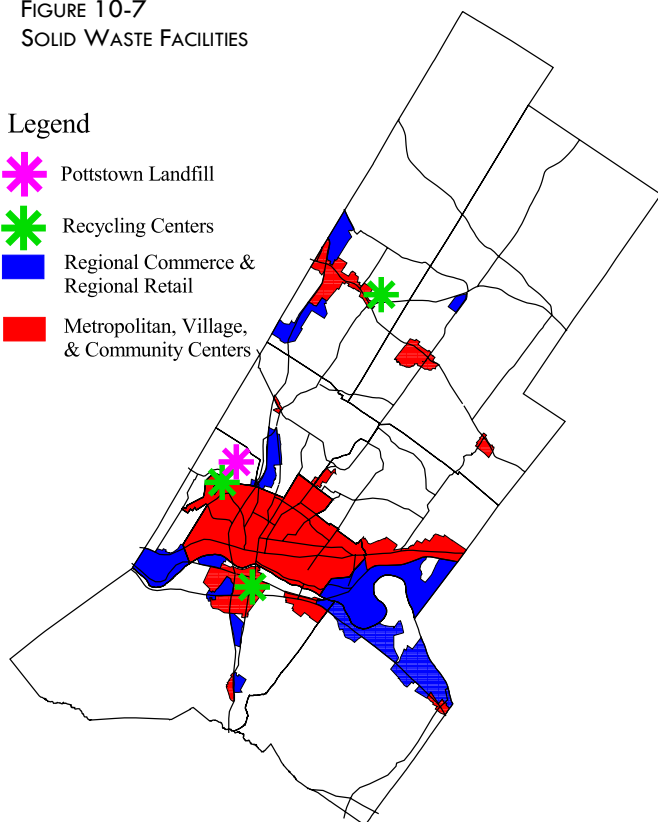 FIGURE 10-7
SOLID WASTE FACILITIES
Legend
Pottstown Landfill
Recycling Centers
Regional Commerce &
Regional Retail
Metropolitan, Village,
& Community Centers